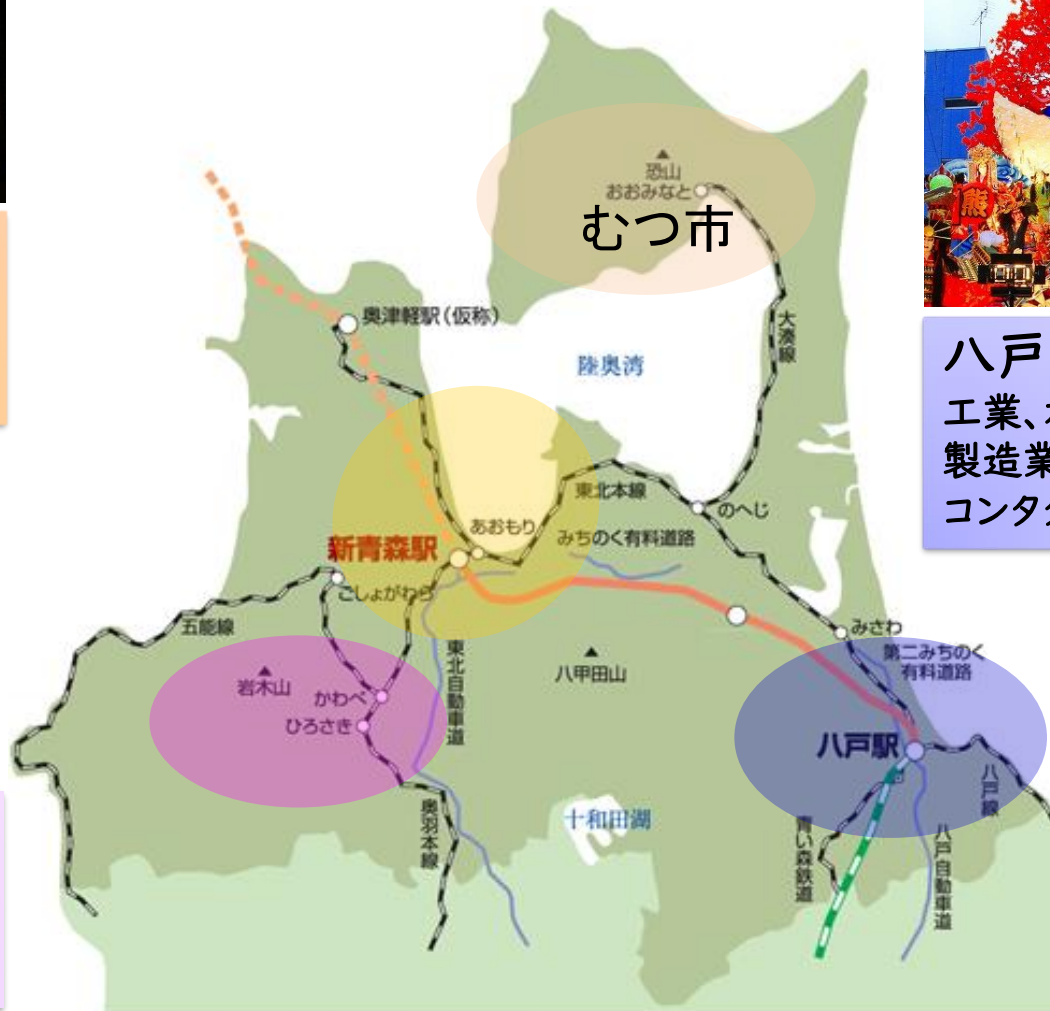 恐山
おおみなと
むつ市
熊
奥津軽駅（仮称）
大湊線
陸奥湾
八戸
工業、
製造業
コンタ
東北本線
のへじ
あおもり
みちのく有料道路
新青森駅
ごしょがわら
五能線
みさわ
第二みちのく
有料道路
東北自動車道
八甲田山
岩木山
かわべ
ひろさき
八戸駅
八戸線
奥羽本線
十和田湖
青い森鉄道
八戸自動車道